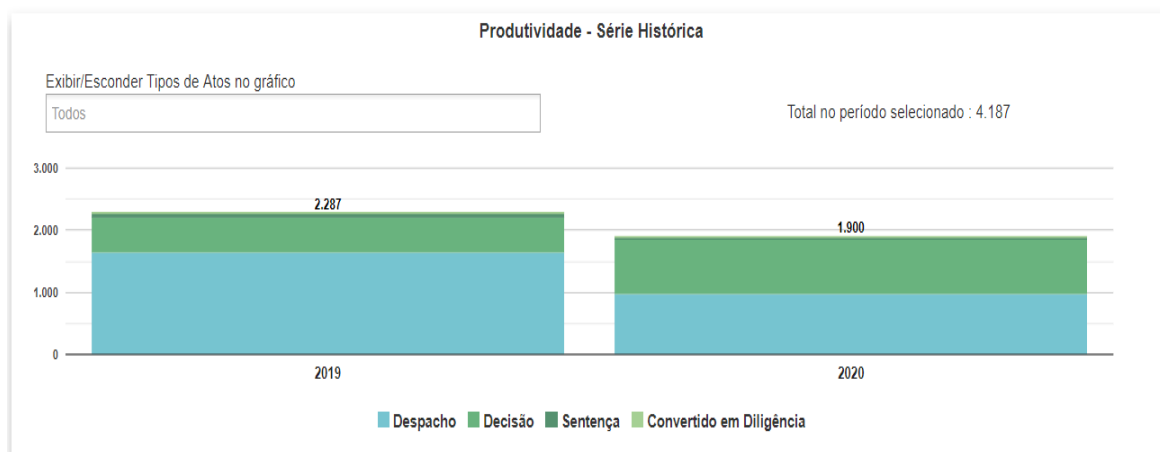 Produtividade - Série Histórica
Exibir/Esconder Tipos de Atos no gráfico
Todos
Total no período selecionado : 4.187
3.000
2.287
2.000
1.900
1.000
0
2019
2020
Despacho Decisão Sentença Convertido em Diligência